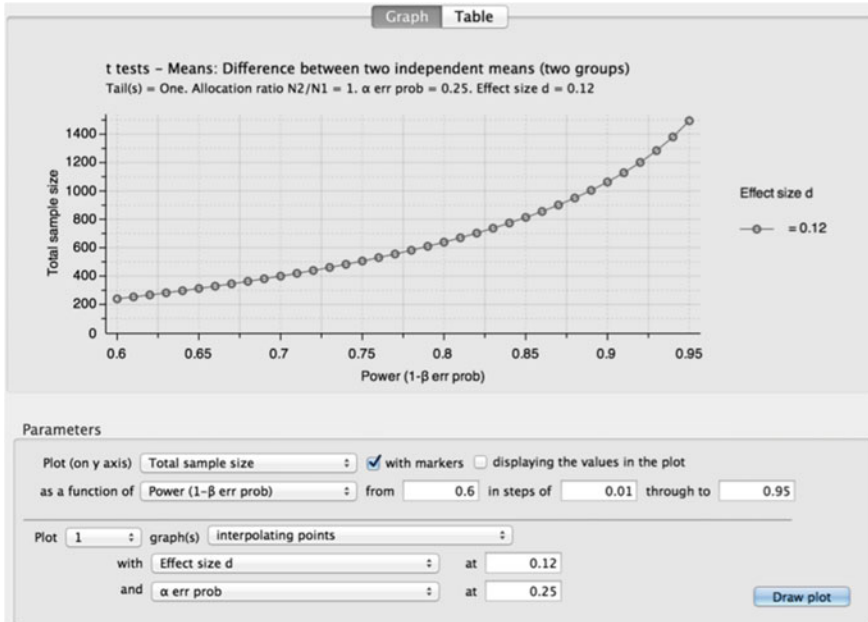 Graph Table
t tests – Means: Difference between two independent means (two groups)
Tail(s) = One. Allocation ratio N2/N1 = 1. α err prob = 0.25. Effect size d = 0.12
Total sample size
1400
1200
1000
800
600
400
200
0
0.6 0.65 0.7 0.75 0.8 0.85 0.9 0.95
Power (1-β err prob)
Effect size d
= 0.12
Parameters
Plot (on y axis) Total sample size with markers displaying the values in the plot
as a function of Power (1-β err prob) from 0.6 in steps of 0.01 through to 0.95
Plot 1 graph(s) interpolating points
with Effect size d at 0.12
and α err prob at 0.25
Draw plot